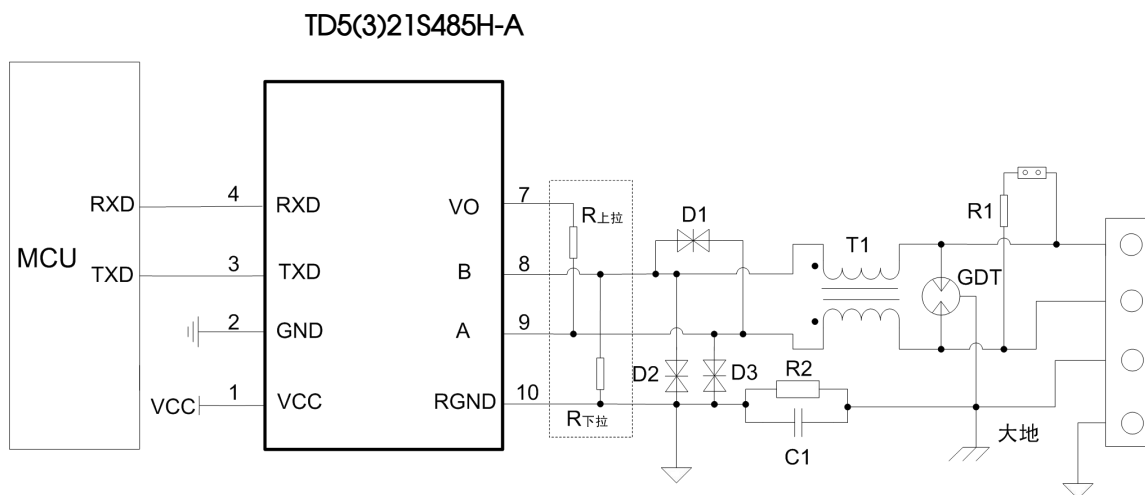 TD5(3)21S485H-A
MCU
RXD
TXD
4
3
2
1
RXD
TXD
GND
VCC
VCC
VO
B
A
RGND
7
8
9
10
R上拉
R下拉
D1
D2
D3
T1
R2
C1
GDT
R1
大地